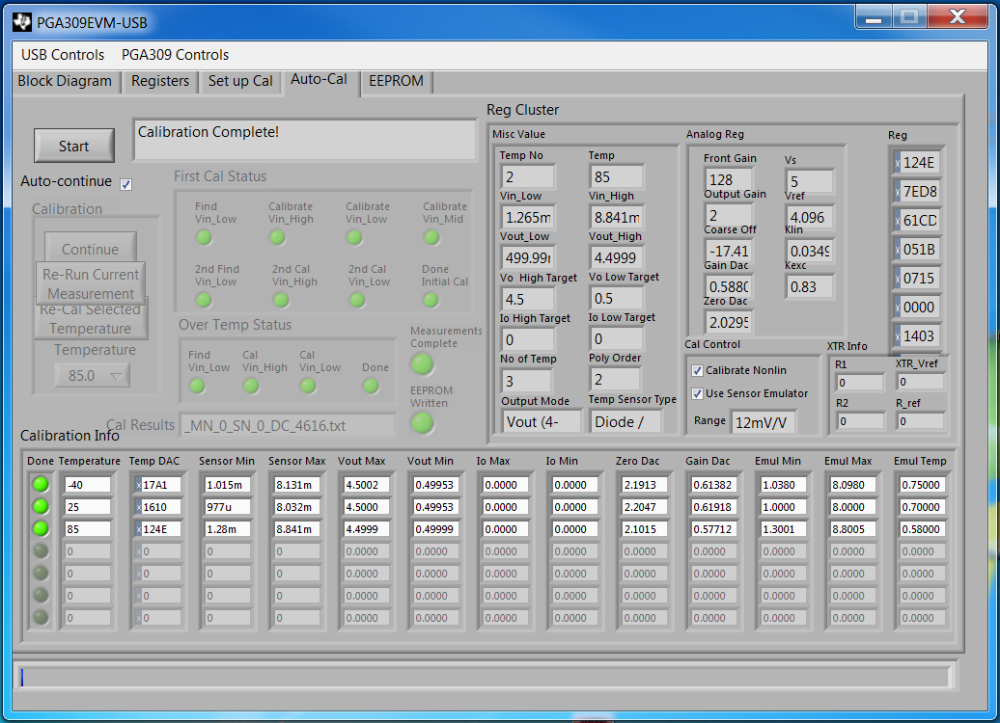 PGA309EVM-USB
USB Controls PGA309 Controls
Block Diagram Registers Set up Cal Auto-Cal EEPROM
Start
Calibration Complete!
Auto-continue
Calibration
Continue
Re-Run Current
Measurement
Re-Cal Selected
Temperature
Temperature
85.0
First Cal Status
Find
Vin_Low
Calibrate
Vin_High
Calibrate
Vin_Low
Calibrate
Vin_Mid
2nd Find
Vin_Low
2nd Cal
Vin_High
2nd Cal
Vin_Low
Done
Initial Cal
Over Temp Status
Find
Vin_Low
Cal
Vin_High
Cal
Vin_Low
Done
Measurements
Complete
EEPROM
Written
Cal Results _MN_0_SN_0_DC_4616.txt
Reg Cluster
Misc Value
Temp No Temp
2 85
Vin_Low Vin_High
1.265m 8.841m
Vout_Low Vout_High
499.99 4.4999
Vo High Target Vo Low Target
4.5 0.5
Io High Target Io Low Target
0 0
No of Temp Poly Order
3 2
Output Mode Temp Sensor Type
Vout (4- Diode /
Analog Reg
Front Gain Vs
128 5
Output Gain Vref
2 4.096
Coarse Off Klin
-17.41 0.0349
Gain Dac Kexc
0.5880 0.83
Zero Dac
2.0295
Cal Control
Calibrate Nonlin
Use Sensor Emulator
Range 12mV/V
Reg
x 124E
x 7ED8
x 61CD
x 051B
x 0715
x 0000
x 1403
XTR Info
R1 XTR_Vref
0 0
R2 R_ref
0 0
Calibration Info
Done Temperature Temp DAC Sensor Min Sensor Max Vout Max Vout Min Io Max Io Min Zero Dac Gain Dac Emul Min Emul Max Emul Temp
-40 x 17A1 1.015m 8.131m 4.5002 0.49953 0.0000 0.0000 2.1913 0.61382 1.0380 8.0980 0.75000
25 x 1610 977u 8.032m 4.5000 0.49953 0.0000 0.0000 2.2047 0.61918 1.0000 8.0000 0.70000
85 x 124E 1.28m 8.841m 4.4999 0.49999 0.0000 0.0000 2.1015 0.57712 1.3001 8.8005 0.58000
0 x 0 0 0 0.0000 0.0000 0.0000 0.0000 0.0000 0.0000 0.0000 0.0000 0.0000
0 x 0 0 0 0.0000 0.0000 0.0000 0.0000 0.0000 0.0000 0.0000 0.0000 0.0000
0 x 0 0 0 0.0000 0.0000 0.0000 0.0000 0.0000 0.0000 0.0000 0.0000 0.0000
0 x 0 0 0 0.0000 0.0000 0.0000 0.0000 0.0000 0.0000 0.0000 0.0000 0.0000